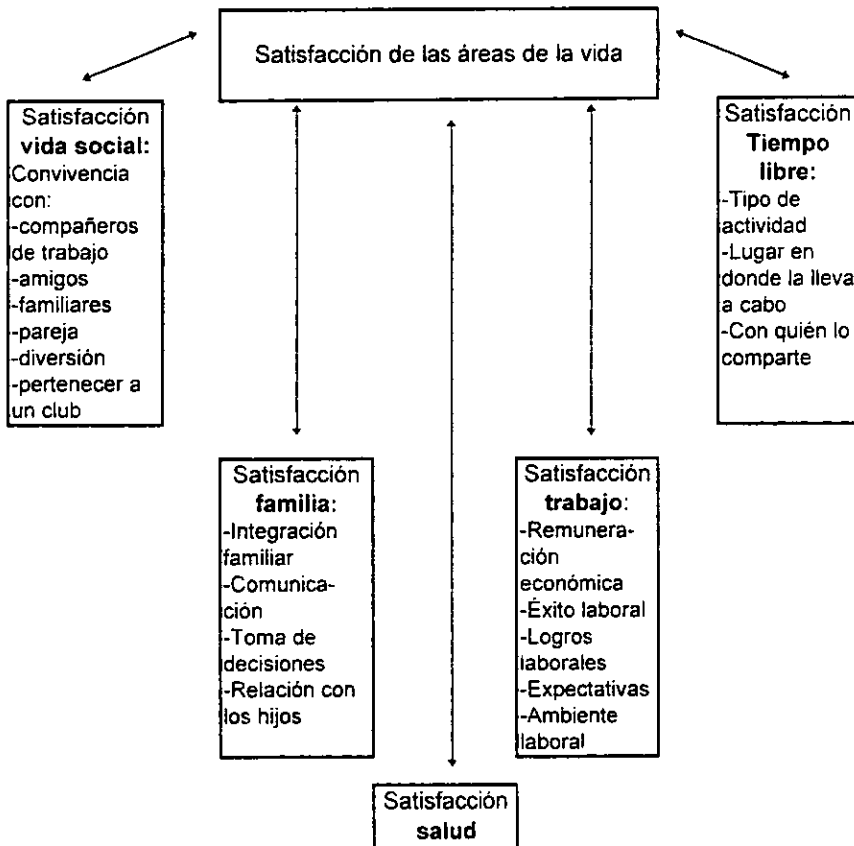 Satisfacción de las áreas de la vida
Satisfacción
vida social:
Convivencia
con:
-compañeros
de trabajo
-amigos
-familiares
-pareja
-diversión
-pertenecer a
un club
Satisfacción
Tiempo
libre:
-Tipo de
actividad
-Lugar en
donde la lleva
a cabo
-Con quién lo
comparte
Satisfacción
familia:
-Integración
familiar
-Comunica-
ción
-Toma de
decisiones
-Relación con
los hijos
Satisfacción
trabajo:
-Remunera-
ción
económica
-Éxito laboral
-Logros
laborales
-Expectativas
-Ambiente
laboral
Satisfacción
salud